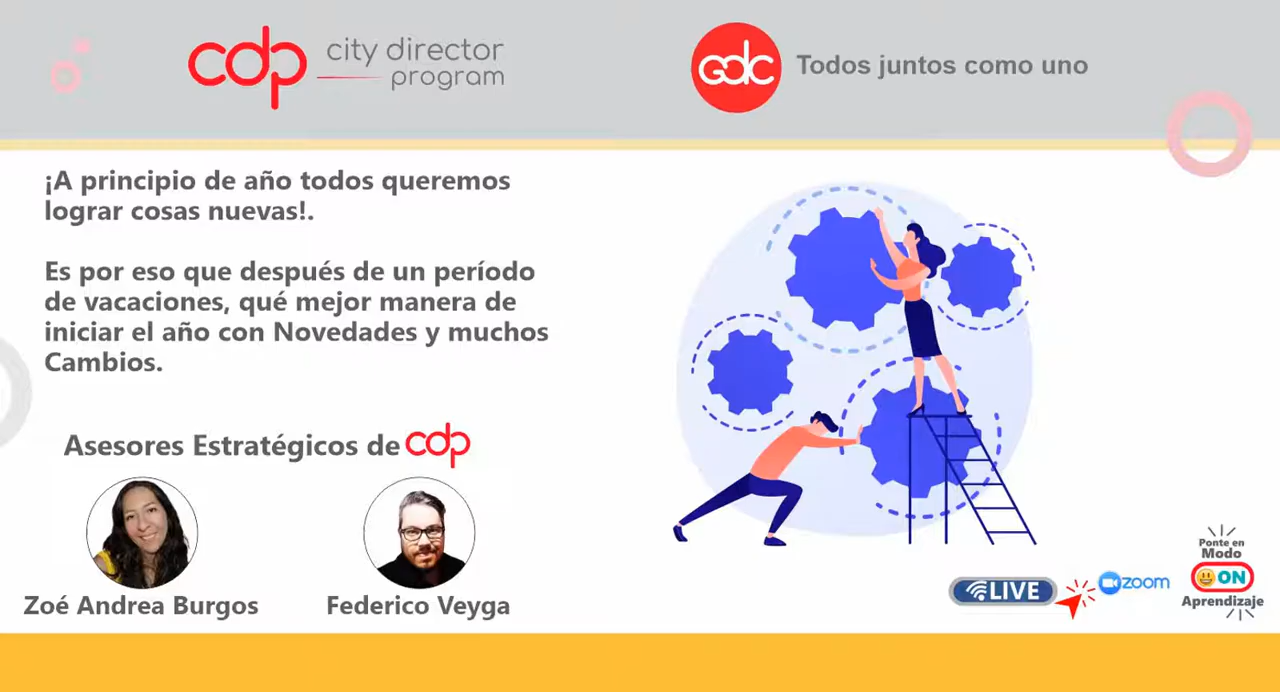 cdp city director
program
GDC Todos juntos como uno
¡A principio de año todos queremos
lograr cosas nuevas!.
Es por eso que después de un período
de vacaciones, qué mejor manera de
iniciar el año con Novedades y muchos
Cambios.
Asesores Estratégicos de cdp
Zoé Andrea Burgos
Federico Veyga
LIVE
zoom
Ponte en
Modo
ON
Aprendizaje